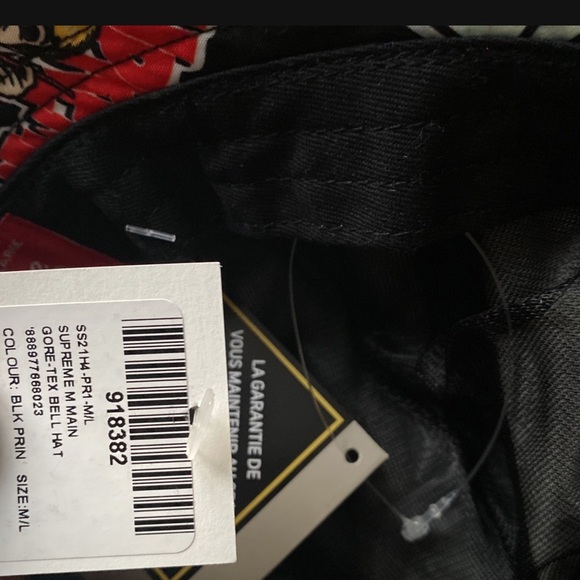 SS21H4-PR1-M/L
SUPREME M MAIN
GORE-TEX BELL HAT
'888977668023
COLOUR: BLK PRIN SIZE:M/L
918382
LA GARANTIE DE
VOUS MAINTENIR AU